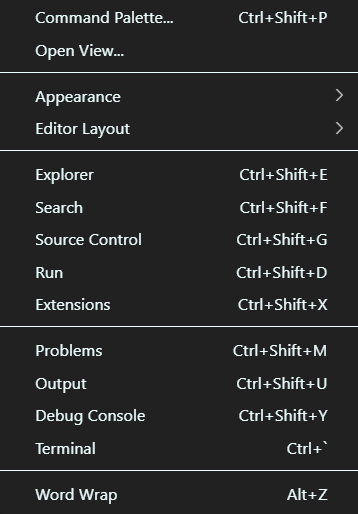 Command Palette... Ctrl+Shift+P
Open View...
Appearance
Editor Layout
Explorer Ctrl+Shift+E
Search Ctrl+Shift+F
Source Control Ctrl+Shift+G
Run Ctrl+Shift+D
Extensions Ctrl+Shift+X
Problems Ctrl+Shift+M
Output Ctrl+Shift+U
Debug Console Ctrl+Shift+Y
Terminal Ctrl+`
Word Wrap Alt+Z